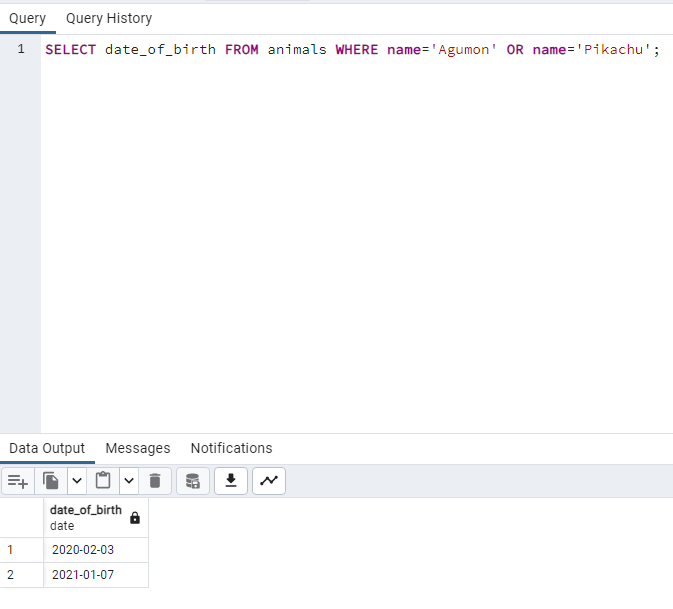 Query Query History
1 SELECT date_of_birth FROM animals WHERE name='Agumon' OR name='Pikachu';
Data Output Messages Notifications
date_of_birth
date
1 2020-02-03
2 2021-01-07